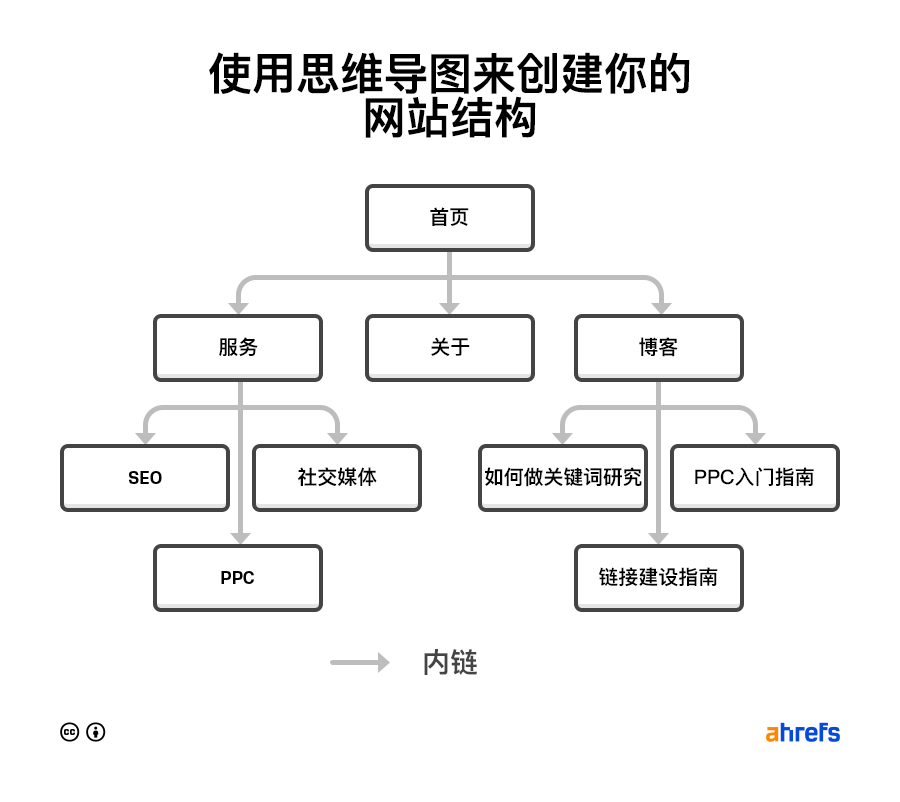 使用思维导图来创建你的
网站结构
首页
服务
关于
博客
SEO
社交媒体
如何做关键词研究
PPC入门指南
PPC
链接建设指南
内链
cc
ahrefs